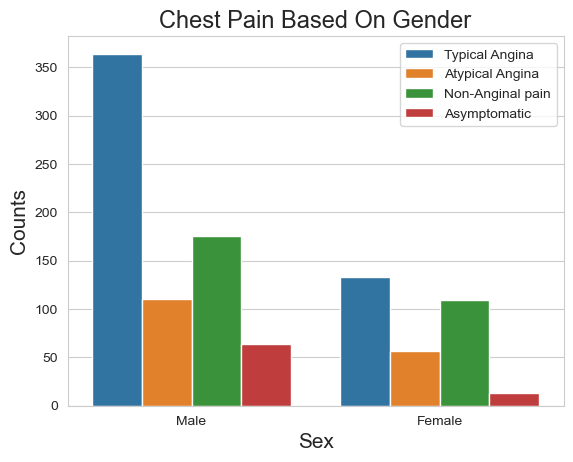 Chest Pain Based On Gender
Typical Angina
Atypical Angina
Non-Anginal pain
Asymptomatic
Counts
350
300
250
200
150
100
50
0
Male
Female
Sex